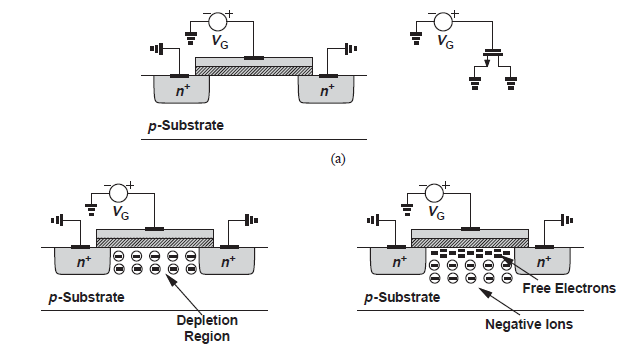 − +
VG
− +
VG
n+
n+
p-Substrate
(a)
− +
VG
− +
VG
n+
n+
n+
n+
p-Substrate
p-Substrate
Free Electrons
Depletion
Region
Negative Ions